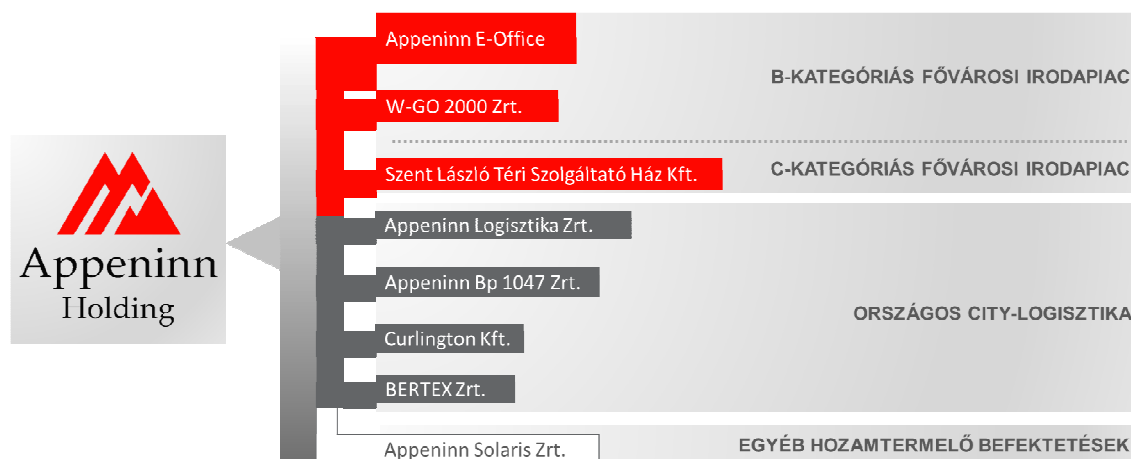 Appeninn
Holding
Appeninn E-Office
W-GO 2000 Zrt.
B-KATEGÓRIÁS FŐVÁROSI IRODAPIAC
Szent László Téri Szolgáltató Ház Kft.
C-KATEGÓRIÁS FŐVÁROSI IRODAPIAC
Appeninn Logisztika Zrt.
Appeninn Bp 1047 Zrt.
Curlington Kft.
BERTEX Zrt.
ORSZÁGOS CITY-LOGISZTIKA
Appeninn Solaris Zrt.
EGYÉB HOZAMTERMELŐ BEFEKTETÉSEK